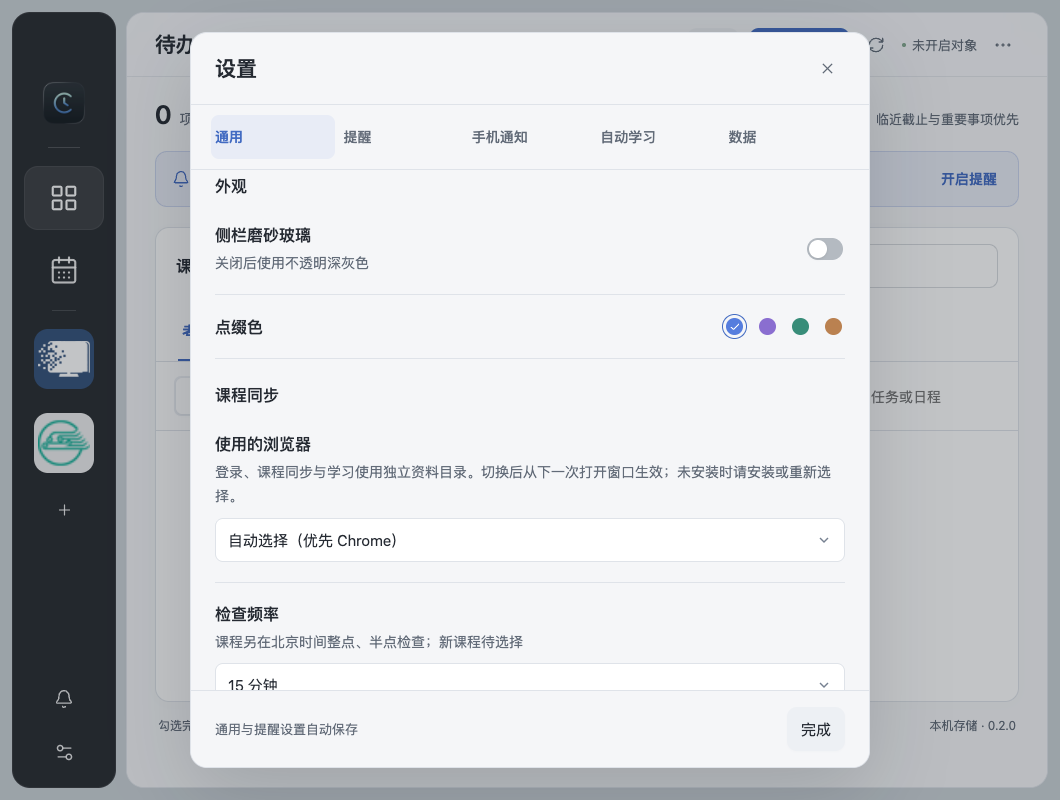 待办
未开启对象
0 项
临近截止与重要事项优先
开启提醒
课
任务或日程
设置
通用
提醒
手机通知
自动学习
数据
外观
侧栏磨砂玻璃
关闭后使用不透明深灰色
点缀色
课程同步
使用的浏览器
登录、课程同步与学习使用独立资料目录。切换后从下一次打开窗口生效；未安装时请安装或重新选
择。
自动选择（优先 Chrome）
检查频率
课程另在北京时间整点、半点检查；新课程待选择
15 分钟
通用与提醒设置自动保存
完成
勾选完
本机存储 · 0.2.0